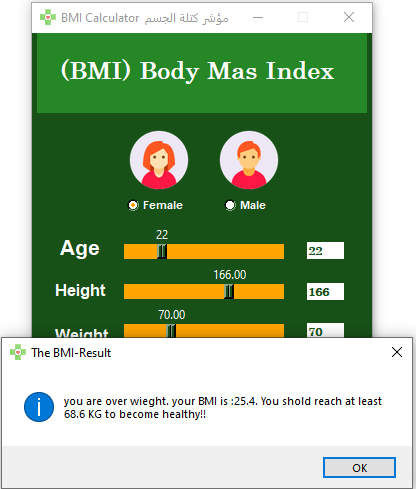 BMI Calculator مؤشر كتلة الجسم
(BMI) Body Mas Index
Female
Male
22
Age
22
166.00
Height
166
70.00
Weight
70
The BMI-Result
you are over wieght. your BMI is :25.4. You shold reach at least
68.6 KG to become healthy!!
OK